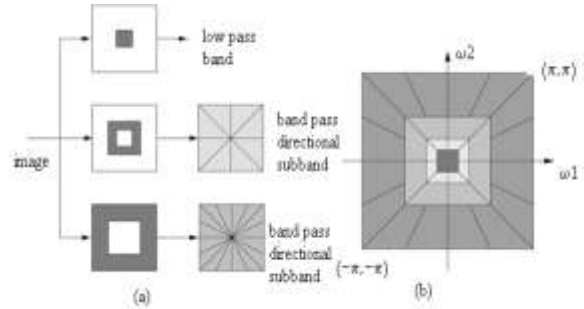 low pass
band
image
band pass
directional
subband
band pass
directional
subband
(a)
ω2
(π,π)
ω1
(−π,−π)
(b)